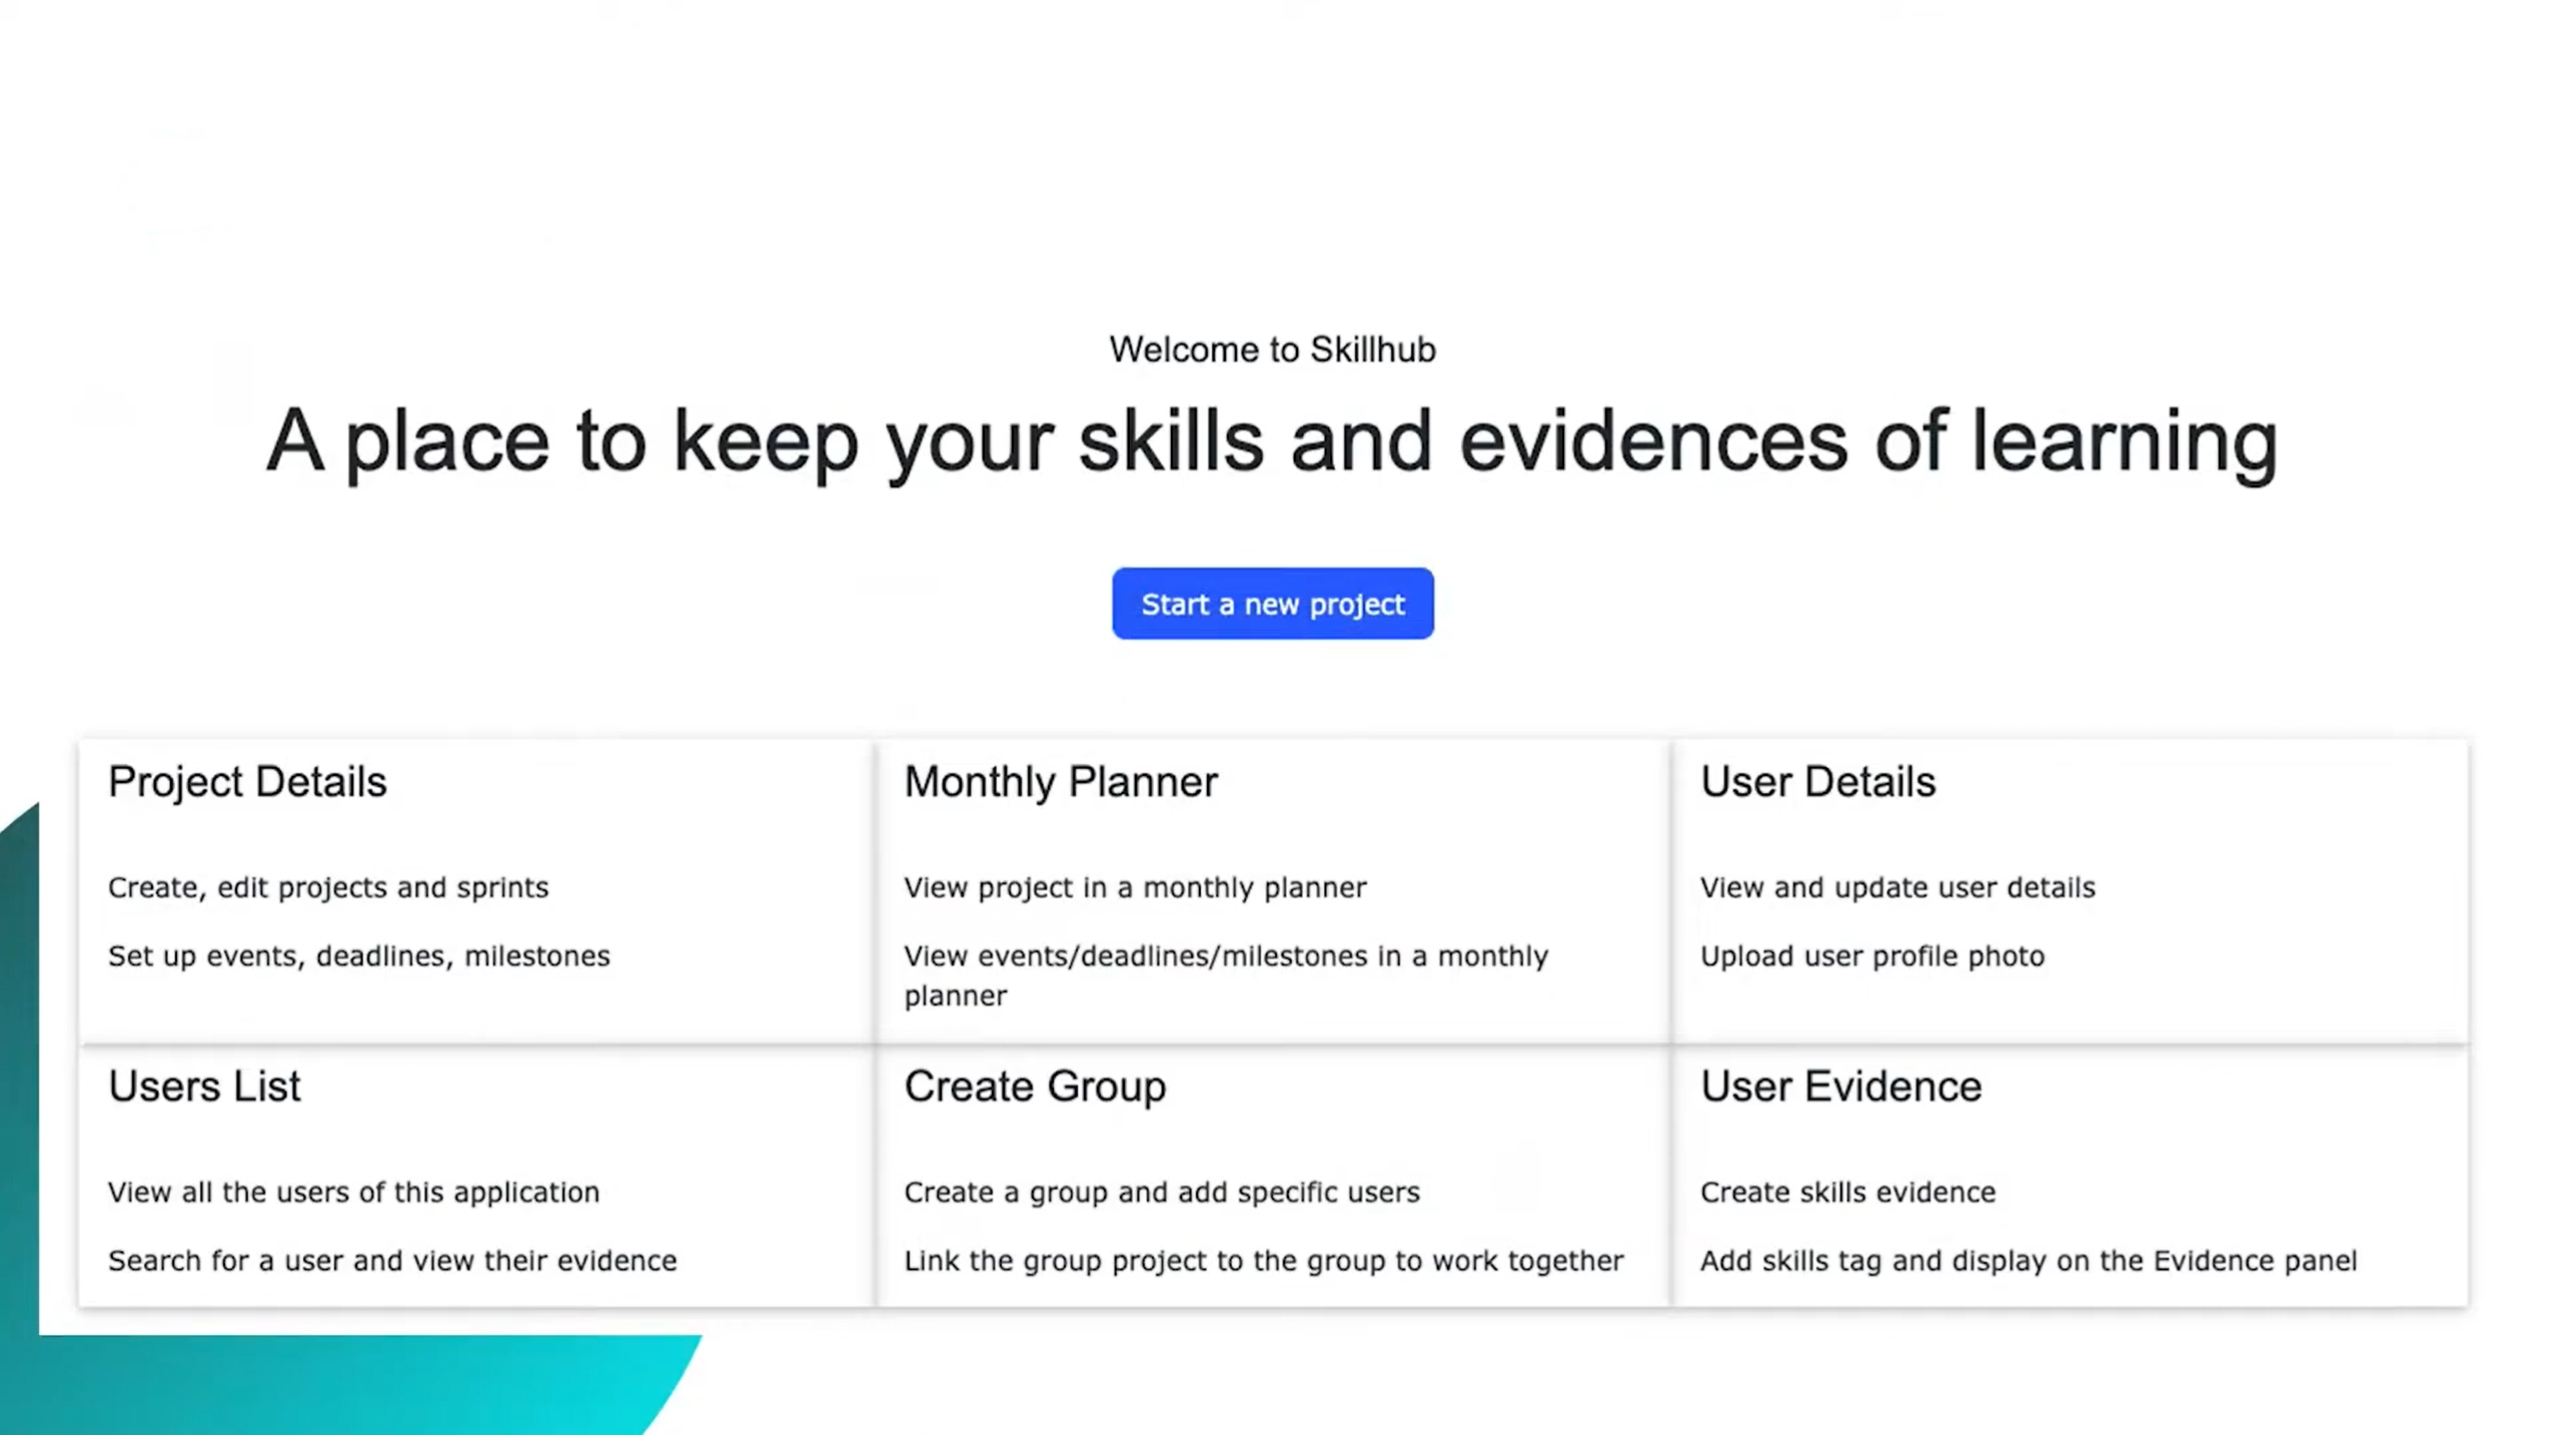 Welcome to Skillhub
A place to keep your skills and evidences of learning
Start a new project
Project Details
Create, edit projects and sprints
Set up events, deadlines, milestones
Monthly Planner
View project in a monthly planner
View events/deadlines/milestones in a monthly
planner
User Details
View and update user details
Upload user profile photo
Users List
View all the users of this application
Search for a user and view their evidence
Create Group
Create a group and add specific users
Link the group project to the group to work together
User Evidence
Create skills evidence
Add skills tag and display on the Evidence panel